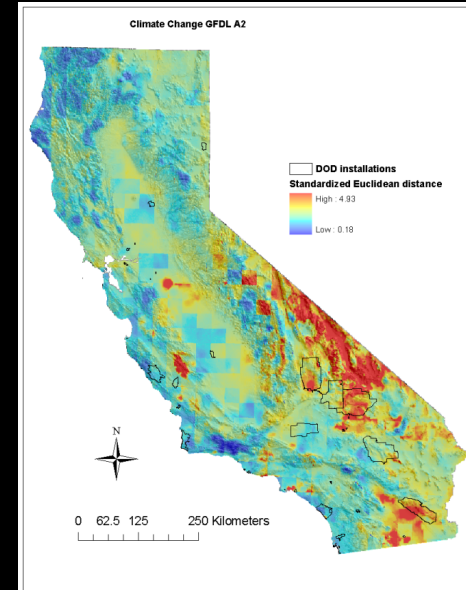 Climate Change GFDL A2
DOD installations
Standardized Euclidean distance
High : 4.93
Low : 0.18
N
0 62.5 125 250 Kilometers